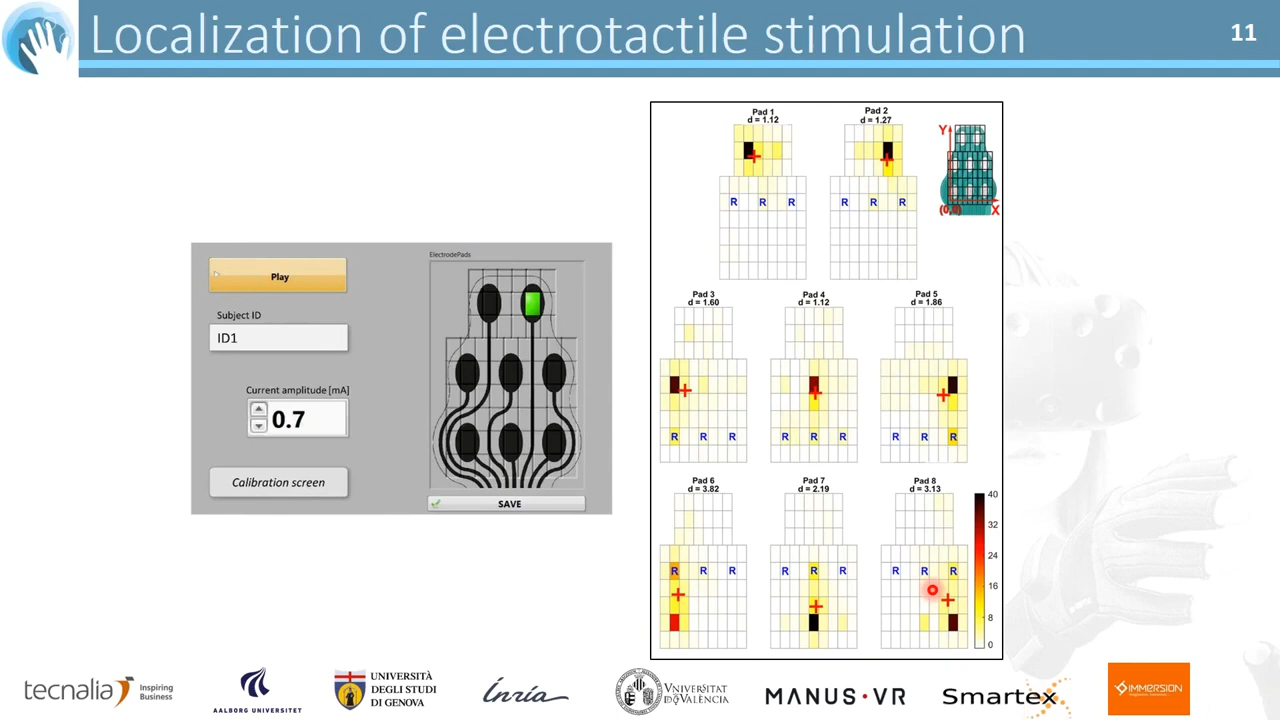 Localization of electrotactile stimulation
11
Play
Subject ID
ID1
Current amplitude [mA]
0.7
Calibration screen
ElectrodePads
SAVE
Pad 1
d = 1.12
Pad 2
d = 1.27
Y
(0,0)
X
R R R
R R R
Pad 3
d = 1.60
Pad 4
d = 1.12
Pad 5
d = 1.86
R R R
R R R
R R R
Pad 6
d = 3.82
Pad 7
d = 2.19
Pad 8
d = 3.13
R R R
R R R
R R R
40
32
24
16
8
0
tecnalia Inspiring
Business
AALBORG UNIVERSITET
UNIVERSITÀ
DEGLI STUDI
DI GENOVA
Inria
VNIVERSITAT
DE VALÈNCIA
MANUS VR
Smartex
IMMERSION